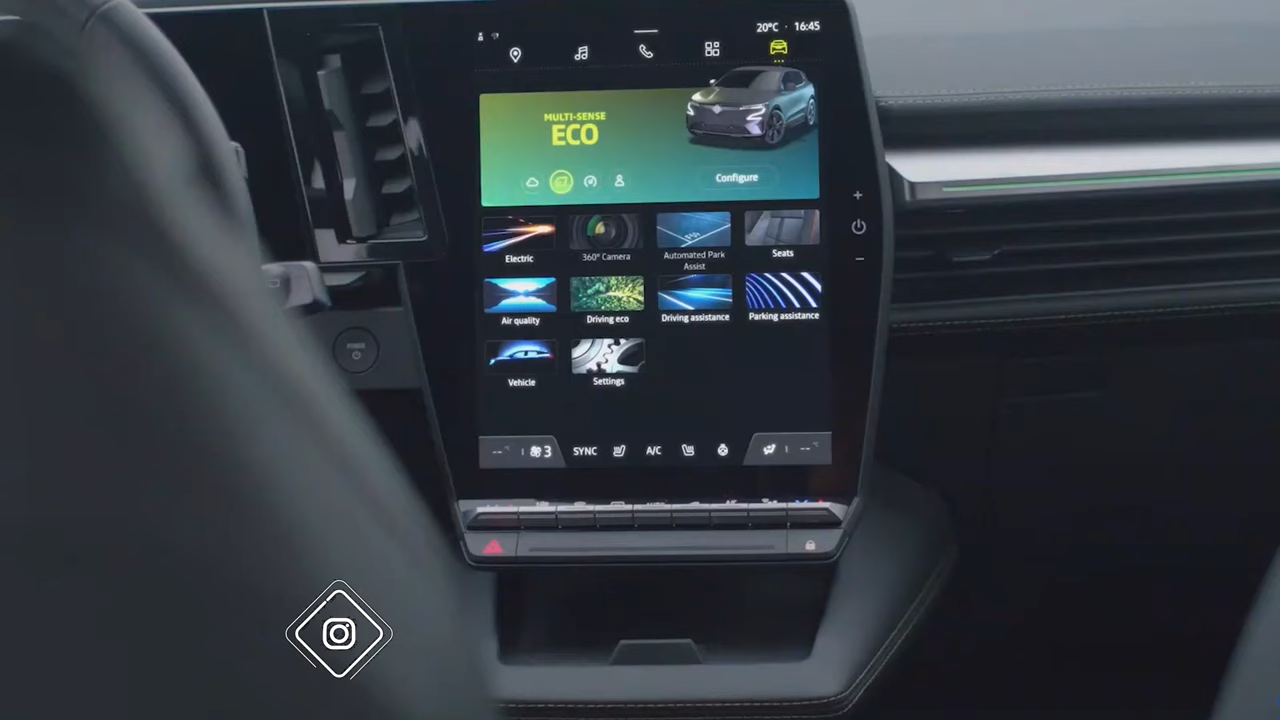 20°C · 16:45
MULTI-SENSE
ECO
Configure
Electric
360° Camera
Automated Park
Assist
Seats
Air quality
Driving eco
Driving assistance
Parking assistance
POWER
Vehicle
Settings
3
SYNC
A/C